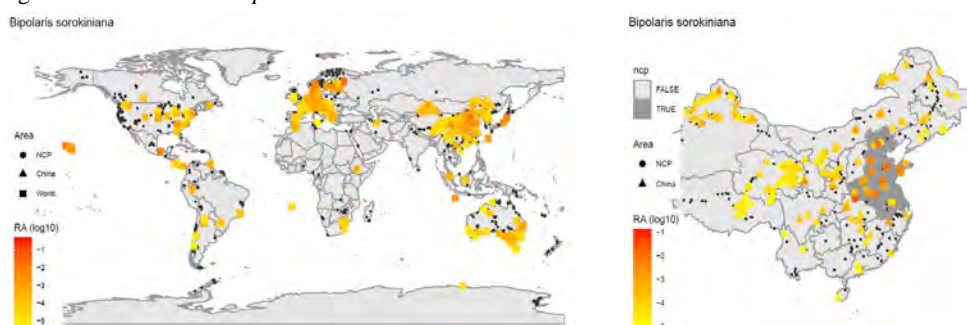 Bipolaris sorokiniana
Area
NCP
China
World
RA (log10)
-1
-2
-3
-4
-5
Bipolaris sorokiniana
ncp
FALSE
TRUE
Area
NCP
China
RA (log10)
-1
-2
-3
-4